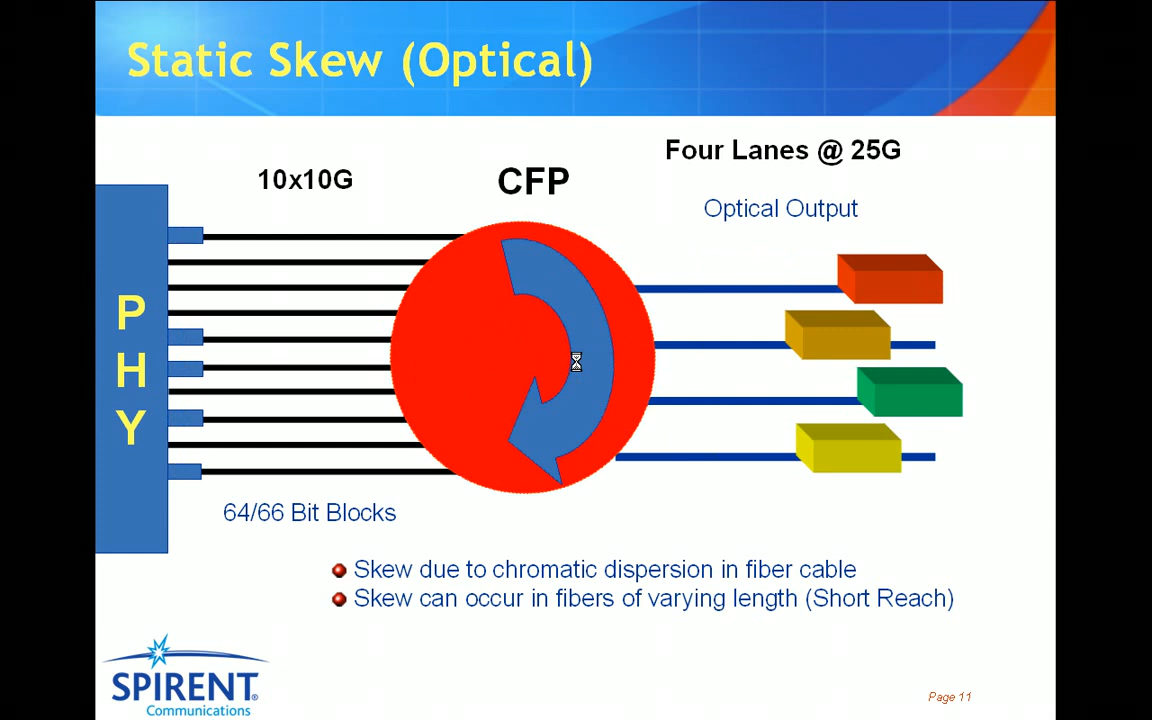 Static Skew (Optical)
Four Lanes @ 25G
10x10G
CFP
Optical Output
P
H
Y
64/66 Bit Blocks
Skew due to chromatic dispersion in fiber cable
Skew can occur in fibers of varying length (Short Reach)
SPIRENT®
Communications
Page 11